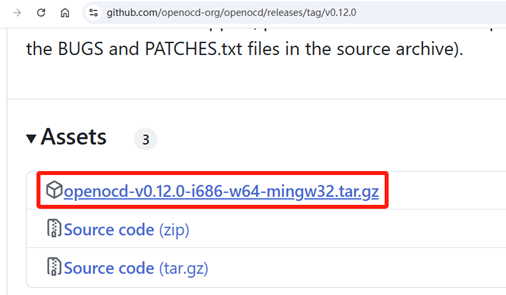 github.com/openocd-org/openocd/releases/tag/v0.12.0
the BUGS and PATCHES.txt files in the source archive).
Assets 3
openocd-v0.12.0-i686-w64-mingw32.tar.gz
Source code (zip)
Source code (tar.gz)